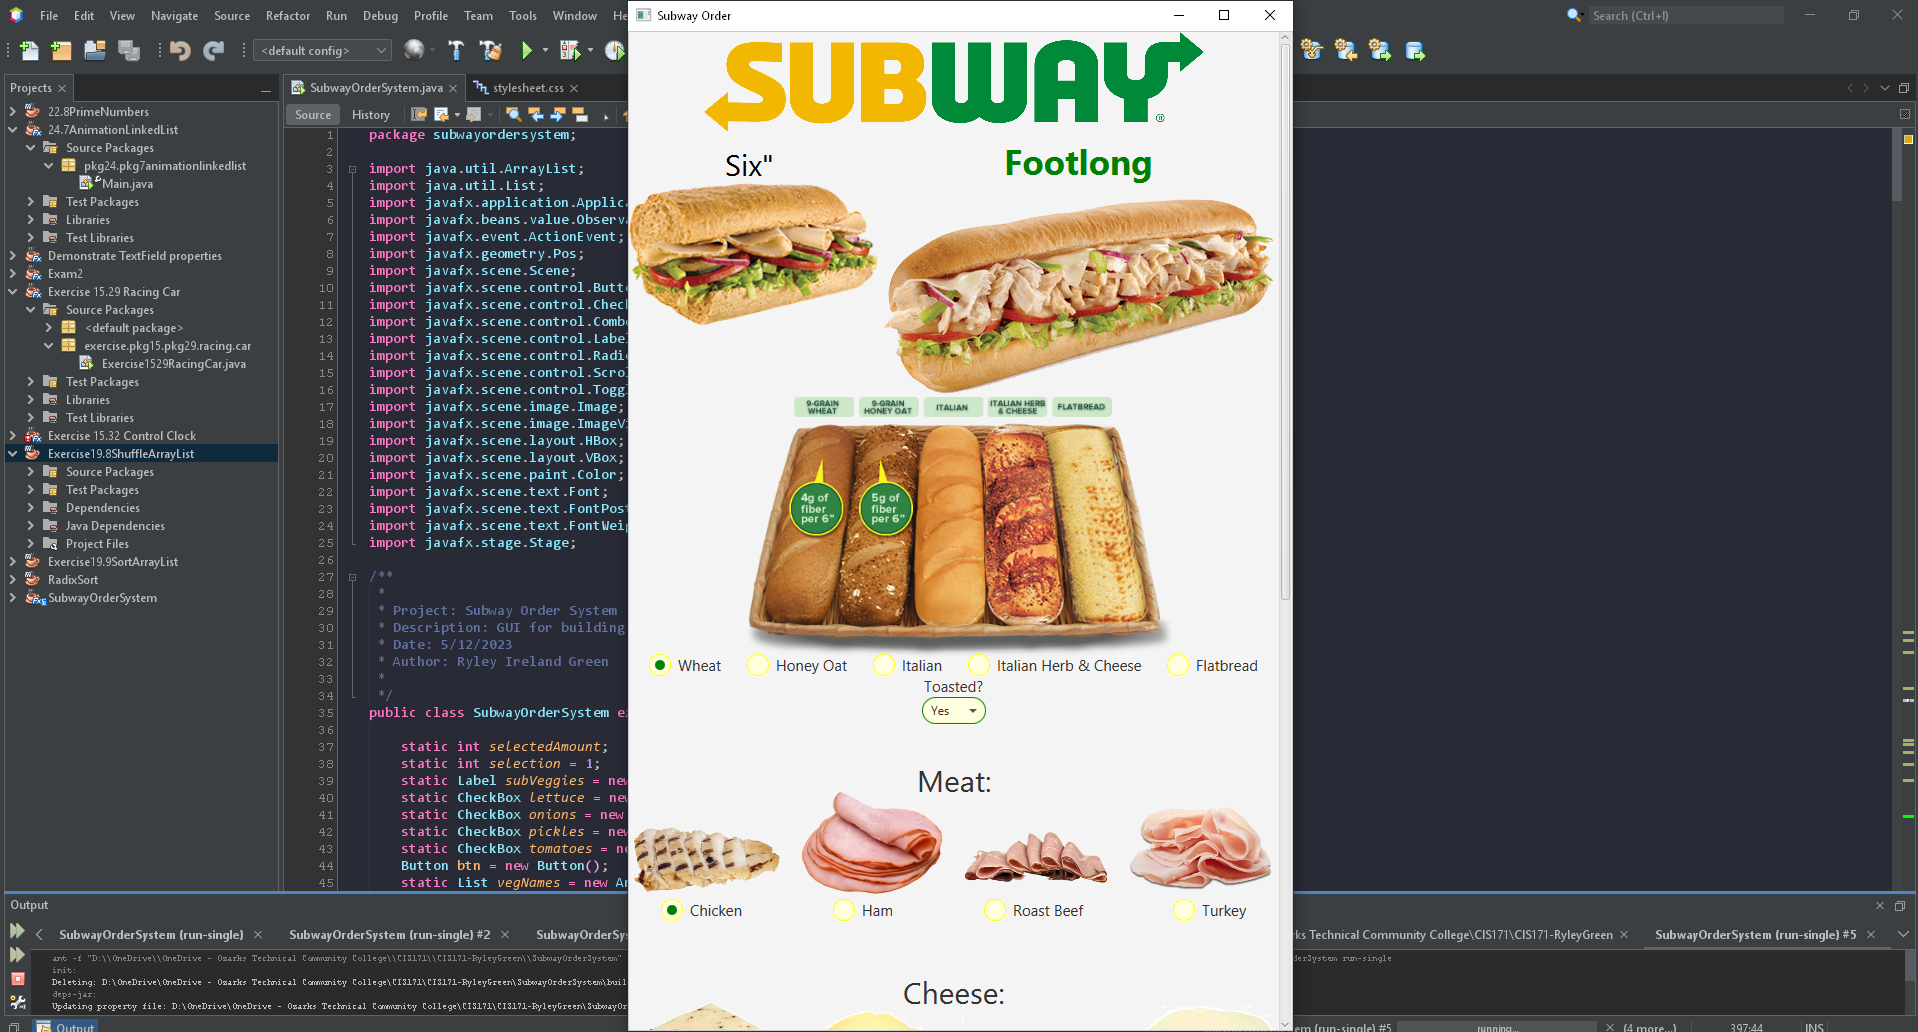 File Edit View Navigate Source Refactor Run Debug Profile Team Tools Window He
Subway Order
Search (Ctrl+I)
<default config>
Projects
SubwayOrderSystem.java
stylesheet.css
Source History
22.8PrimeNumbers
24.7AnimationLinkedList
Source Packages
pkg24.pkg7animationlinkedlist
Main.java
Test Packages
Libraries
Test Libraries
Demonstrate TextField properties
Exam2
Exercise 15.29 Racing Car
Source Packages
<default package>
exercise.pkg15.pkg29.racing.car
Exercise1529RacingCar.java
Test Packages
Libraries
Test Libraries
Exercise 15.32 Control Clock
Exercise19.8ShuffleArrayList
Source Packages
Test Packages
Dependencies
Java Dependencies
Project Files
Exercise19.9SortArrayList
RadixSort
SubwayOrderSystem
1 package subwayordersystem;
2
3 import java.util.ArrayList;
4 import java.util.List;
5 import javafx.application.Applica
6 import javafx.beans.value.Observa
7 import javafx.event.ActionEvent;
8 import javafx.geometry.Pos;
9 import javafx.scene.Scene;
10 import javafx.scene.control.Butto
11 import javafx.scene.control.Check
12 import javafx.scene.control.Combo
13 import javafx.scene.control.Label
14 import javafx.scene.control.Radio
15 import javafx.scene.control.Scrol
16 import javafx.scene.control.Toggl
17 import javafx.scene.image.Image;
18 import javafx.scene.image.ImageVi
19 import javafx.scene.layout.HBox;
20 import javafx.scene.layout.VBox;
21 import javafx.scene.paint.Color;
22 import javafx.scene.text.Font;
23 import javafx.scene.text.FontPost
24 import javafx.scene.text.FontWeig
25 import javafx.stage.Stage;
26
27 /**
28 *
29 * Project: Subway Order System
30 * Description: GUI for building
31 * Date: 5/12/2023
32 * Author: Ryley Ireland Green
33 *
34 */
35 public class SubwayOrderSystem ex
36
37 static int selectedAmount;
38 static int selection = 1;
39 static Label subVeggies = new
40 static CheckBox lettuce = new
41 static CheckBox onions = new
42 static CheckBox pickles = new
43 static CheckBox tomatoes = ne
44 Button btn = new Button();
45 static List vegNames = new Ar
SUBWAY®
Six"
Footlong
9-GRAIN WHEAT
9-GRAIN HONEY OAT
ITALIAN
ITALIAN HERB & CHEESE
FLATBREAD
4g of fiber per 6"
5g of fiber per 6"
Wheat Honey Oat Italian Italian Herb & Cheese Flatbread
Toasted?
Yes
Meat:
Chicken Ham Roast Beef Turkey
Cheese:
Output
SubwayOrderSystem (run-single) SubwayOrderSystem (run-single) #2 SubwayOrderS
rks Technical Community College\CIS171\CIS171-RyleyGreen SubwayOrderSystem (run-single) #5
ant -f "D:\\OneDrive\\OneDrive - Ozarks Technical Community College\\CIS171\\CIS171-RyleyGreen\\SubwayOrderSystem"
derSystem run-single
init:
Deleting: D:\OneDrive\OneDrive - Ozarks Technical Community College\CIS171\CIS171-RyleyGreen\SubwayOrderSystem\buil
deps-jar:
Updating property file: D:\OneDrive\OneDrive - Ozarks Technical Community College\CIS171\CIS171-RyleyGreen\SubwayOr
Output
tem (run-single) #5 running... (4 more...) 397:44 INS